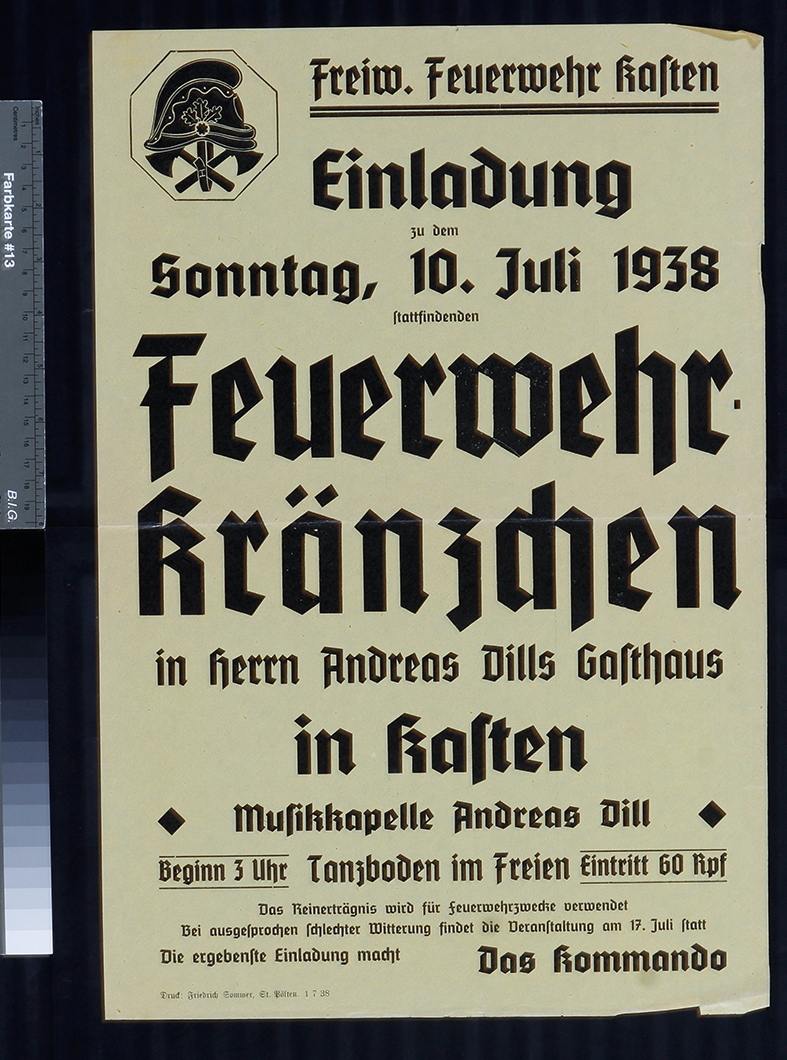 Freiw. Feuerwehr Kaſten
Einladung
zu dem
Sonntag, 10. Juli 1938
ſtattfindenden
Feuerwehr-
Kränzchen
in Herrn Andreas Dills Gaſthaus
in Kaſten
Muſikkapelle Andreas Dill
Beginn 3 Uhr Tanzboden im Freien Eintritt 60 Rpf
Das Reinerträgnis wird für Feuerwehrzwecke verwendet
Bei ausgeſprochen ſchlechter Witterung findet die Veranſtaltung am 17. Juli ſtatt
Die ergebenſte Einladung macht Das Kommando
Druck: Friedrich Sommer, St. Pölten. 1 7 38
Farbkarte #13
B.I.G.
Centimetres
Inches